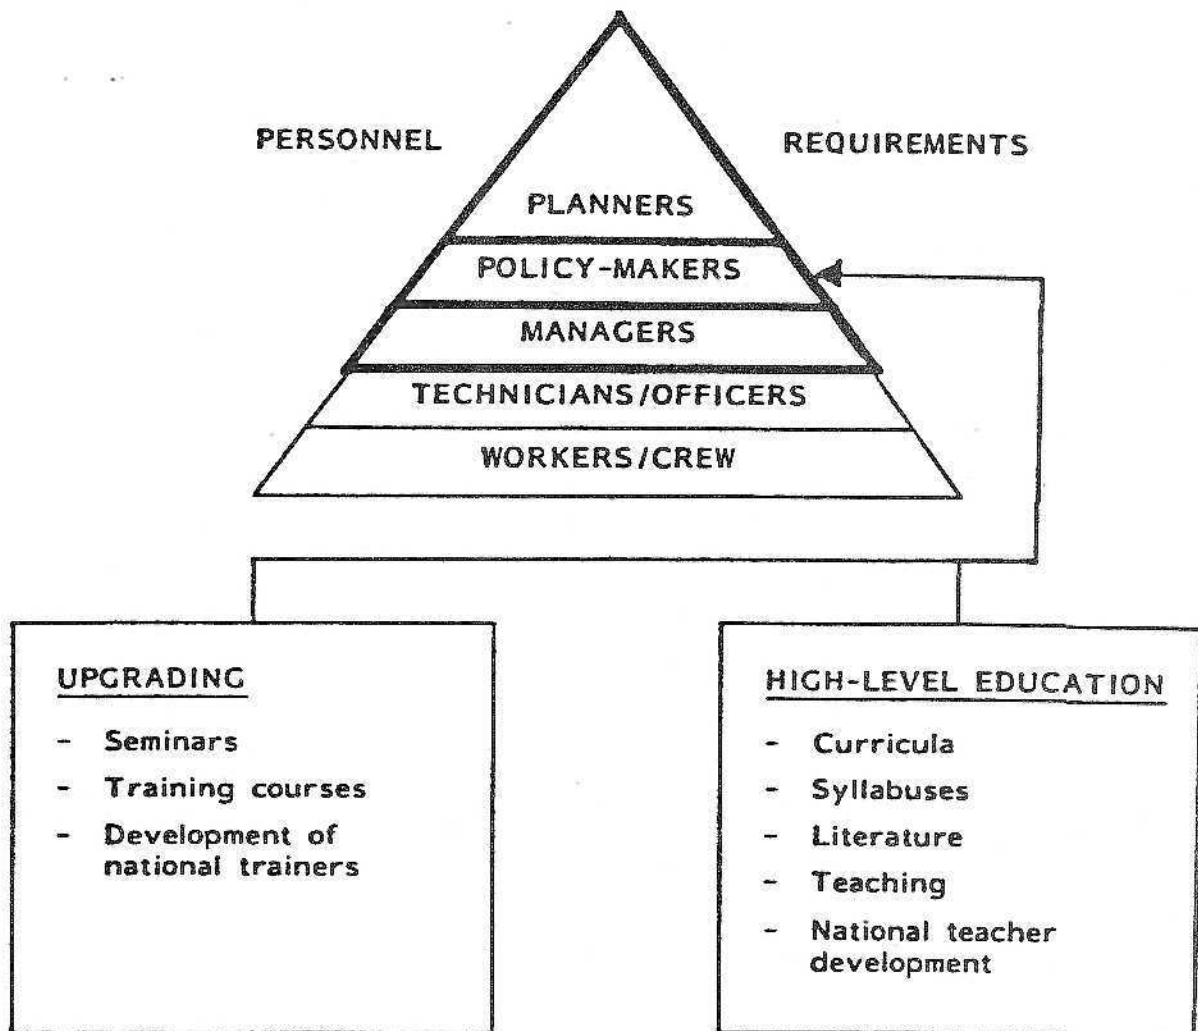 PERSONNEL
REQUIREMENTS
PLANNERS
POLICY-MAKERS
MANAGERS
TECHNICIANS/OFFICERS
WORKERS/CREW
UPGRADING
- Seminars
- Training courses
- Development of
national trainers
HIGH-LEVEL EDUCATION
- Curricula
- Syllabuses
- Literature
- Teaching
- National teacher
development